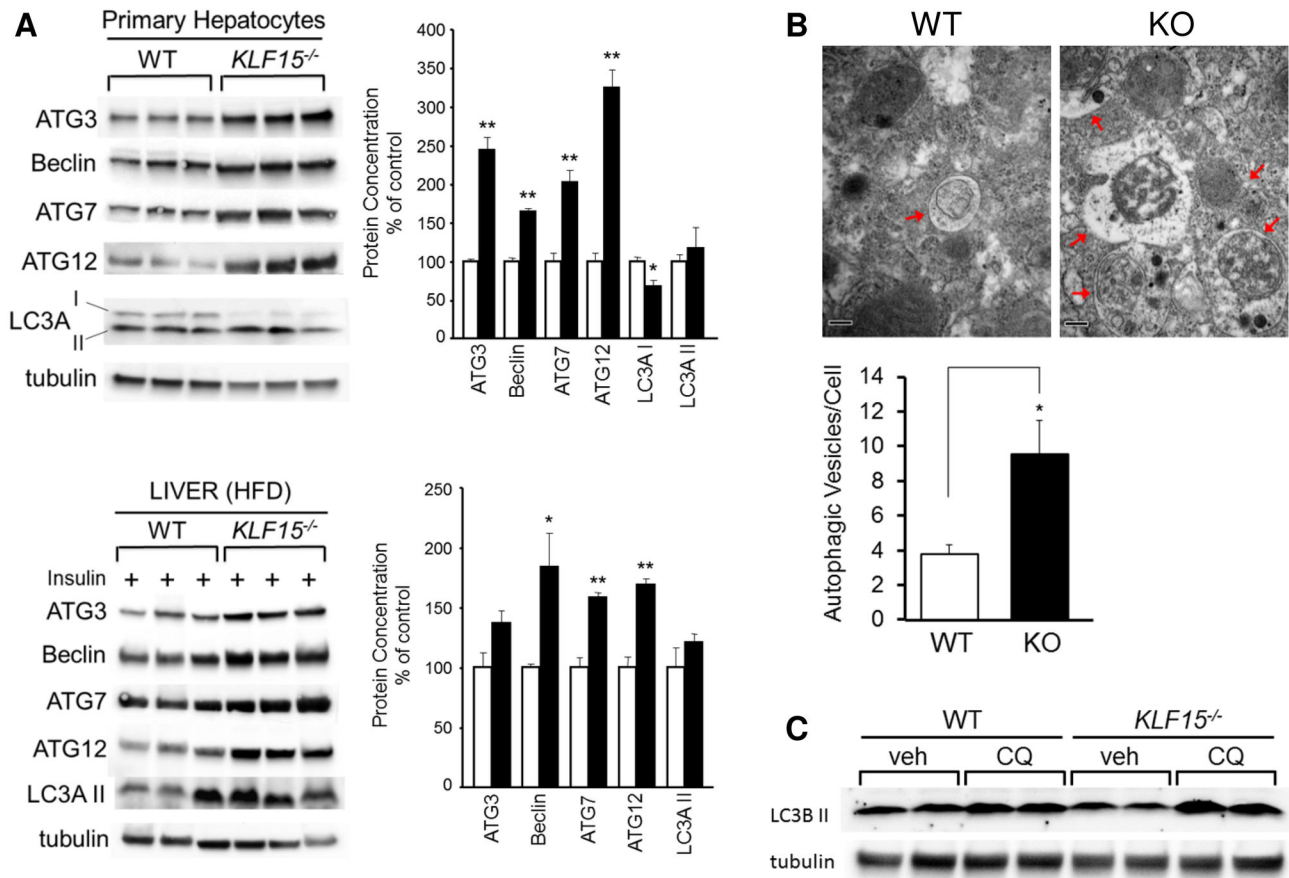 A
Primary Hepatocytes
WT KLF15-/-
ATG3
Beclin
ATG7
ATG12
I
LC3A
II
tubulin
Protein Concentration
% of control
400
350
300
250
200
150
100
50
0
** ** ** ** *
ATG3 Beclin ATG7 ATG12 LC3A I LC3A II
LIVER (HFD)
WT KLF15-/-
Insulin + + + + + +
ATG3
Beclin
ATG7
ATG12
LC3A II
tubulin
Protein Concentration
% of control
250
200
150
100
50
0
* ** **
ATG3 Beclin ATG7 ATG12 LC3A II
B
WT KO
Autophagic Vesicles/Cell
14
12
10
8
6
4
2
0
*
WT KO
C
WT KLF15-/-
veh CQ veh CQ
LC3B II
tubulin